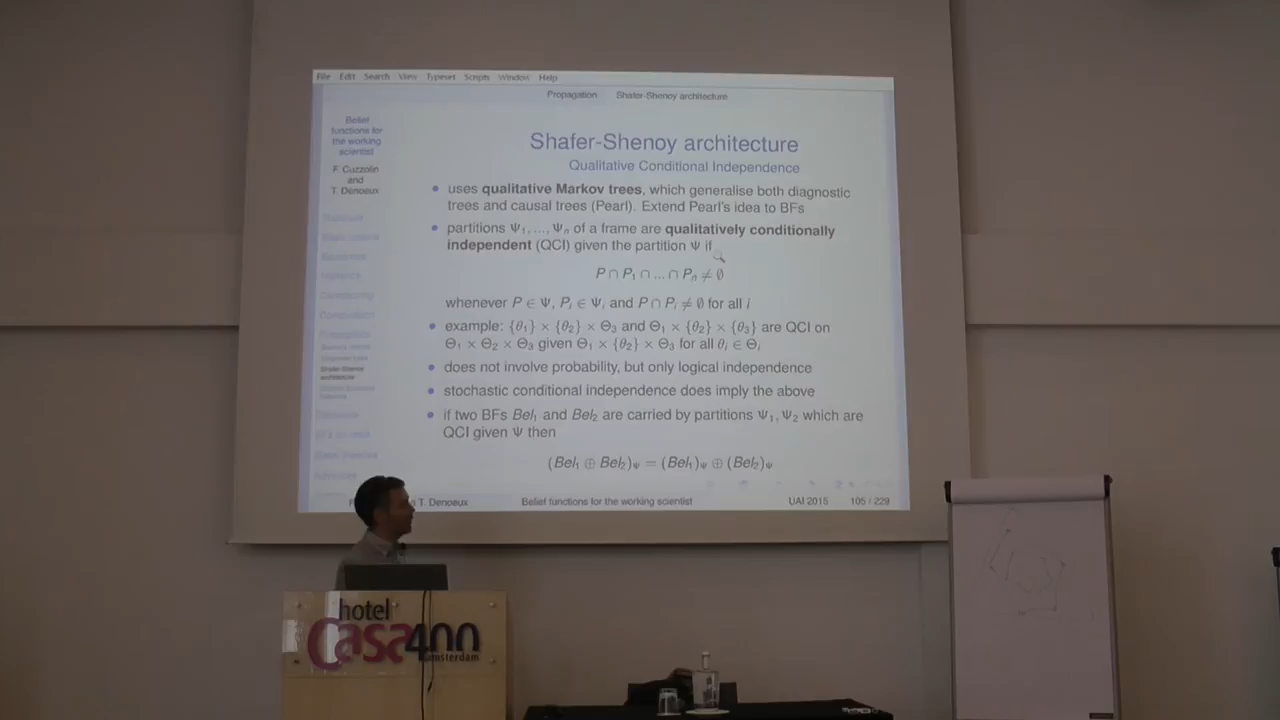 File Edit Search View Typeset Scripts Window Help
Propagation Shafer-Shenoy architecture
Belief
functions for
the working
scientist
F. Cuzzolin
and
T. Denoeux
Shafer-Shenoy
architecture
Shafer-Shenoy architecture
Qualitative Conditional Independence
• uses qualitative Markov trees, which generalise both diagnostic
trees and causal trees (Pearl). Extend Pearl's idea to BFs
• partitions Ψ₁, ..., Ψₙ of a frame are qualitatively conditionally
independent (QCI) given the partition Ψ if
P ∩ P₁ ∩ ... ∩ Pₙ ≠ ∅
whenever P ∈ Ψ, Pᵢ ∈ Ψᵢ and P ∩ Pᵢ ≠ ∅ for all i
• example: {θ₁} × {θ₂} × Θ₃ and Θ₁ × {θ₂} × {θ₃} are QCI on
Θ₁ × Θ₂ × Θ₃ given Θ₁ × {θ₂} × Θ₃ for all θᵢ ∈ Θᵢ
• does not involve probability, but only logical independence
• stochastic conditional independence does imply the above
• if two BFs Bel₁ and Bel₂ are carried by partitions Ψ₁, Ψ₂ which are
QCI given Ψ then
(Bel₁ ⊕ Bel₂)_Ψ = (Bel₁)_Ψ ⊕ (Bel₂)_Ψ
T. Denoeux Belief functions for the working scientist UAI 2015 105 / 229
hotel
Casa400
amsterdam